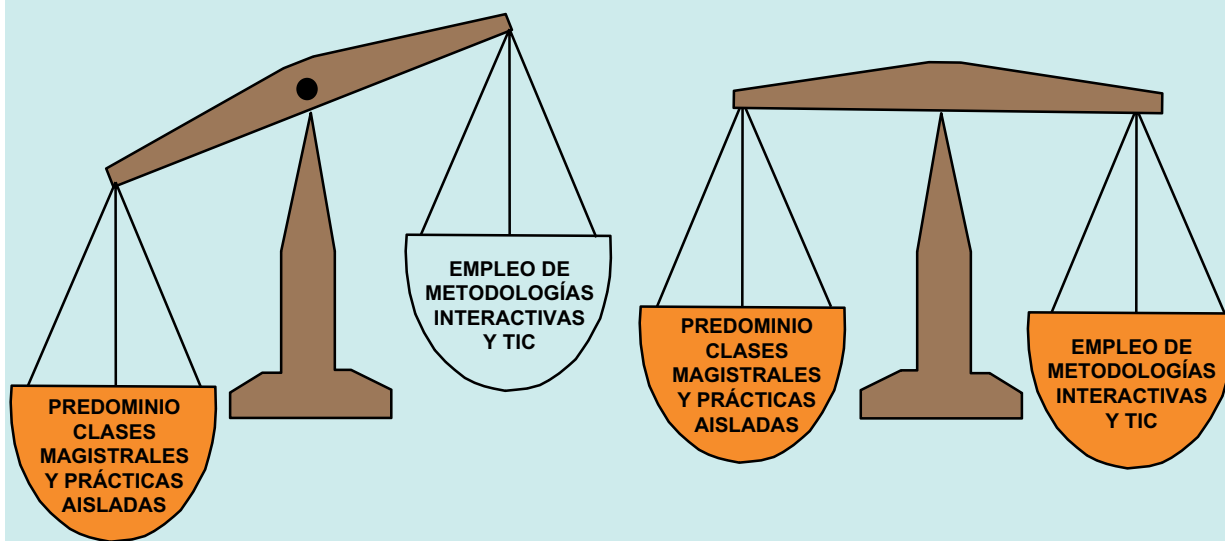 PREDOMINIO
CLASES
MAGISTRALES
Y PRÁCTICAS
AISLADAS
EMPLEO DE
METODOLOGÍAS
INTERACTIVAS
Y TIC
PREDOMINIO
CLASES
MAGISTRALES
Y PRÁCTICAS
AISLADAS
EMPLEO DE
METODOLOGÍAS
INTERACTIVAS
Y TIC